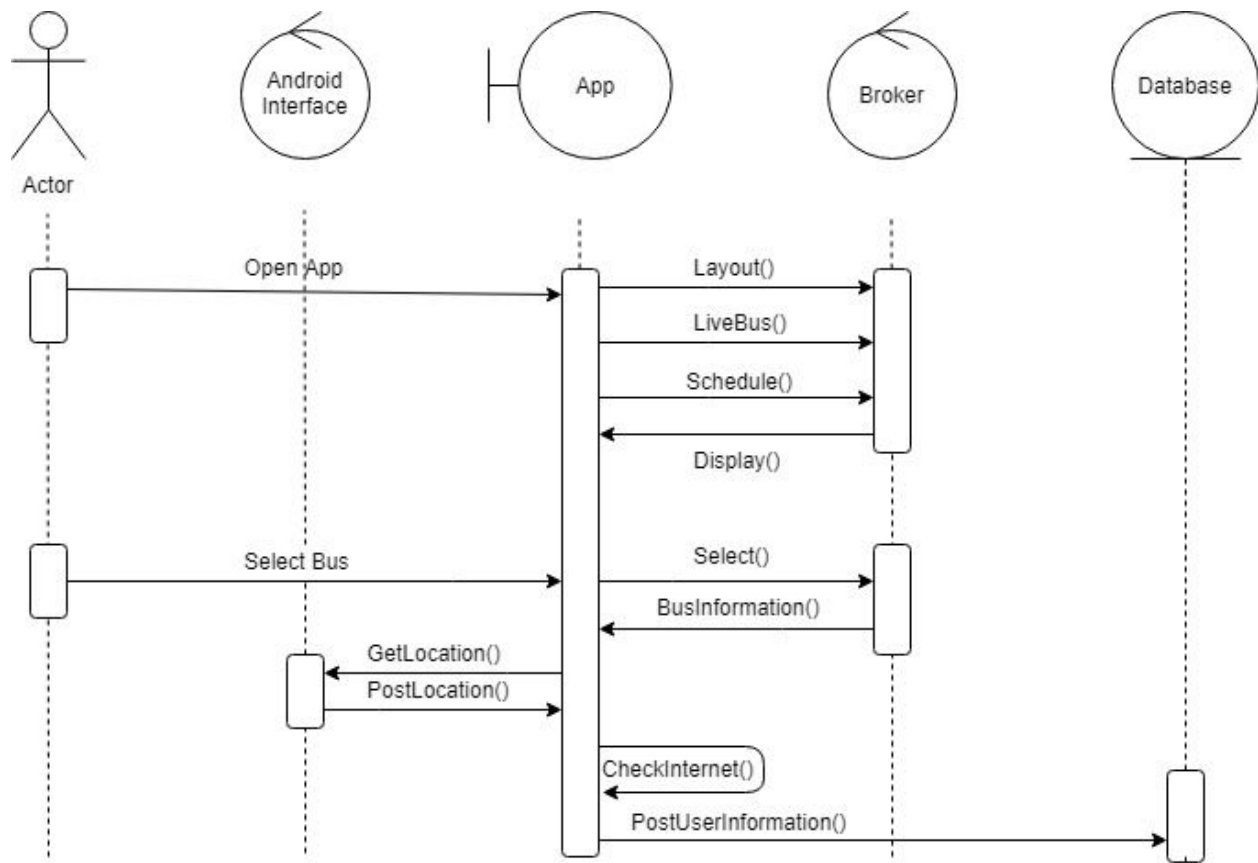 Android
Interface
App
Broker
Database
Actor
Open App
Layout()
LiveBus()
Schedule()
Display()
Select Bus
Select()
BusInformation()
GetLocation()
PostLocation()
CheckInternet()
PostUserInformation()